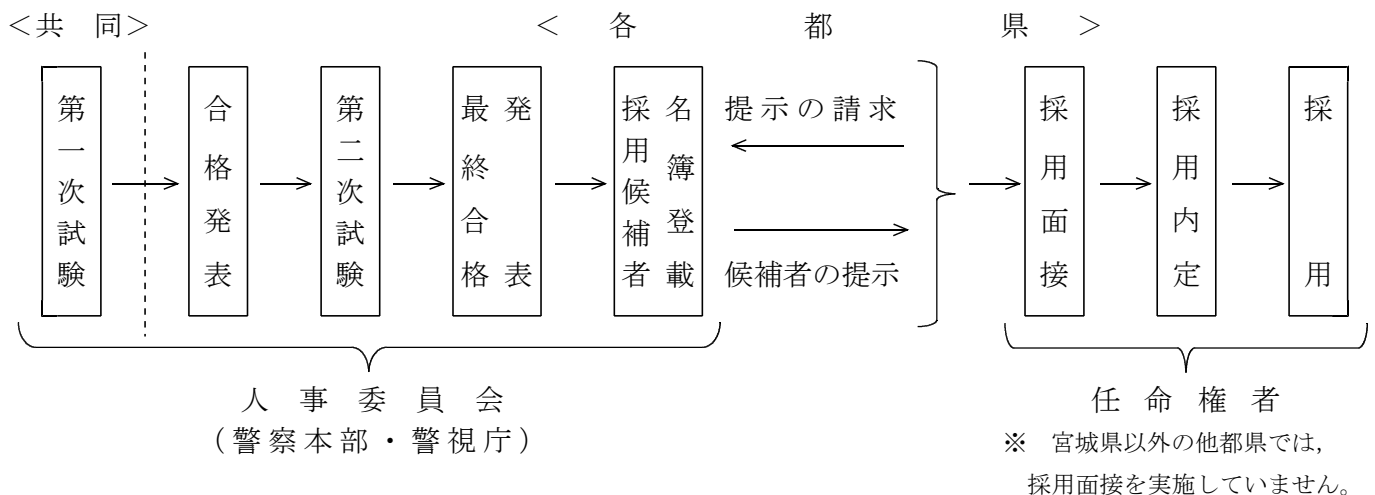 ＜共　同＞
＜　各　　都　　県　＞
第一次試験
合格発表
第二次試験
最終合格
発表
採用候補者
名簿登載
提示の請求
候補者の提示
採用面接
採用内定
採用
人事委員会
（警察本部・警視庁）
任命権者
※　宮城県以外の他都県では，
採用面接を実施していません。